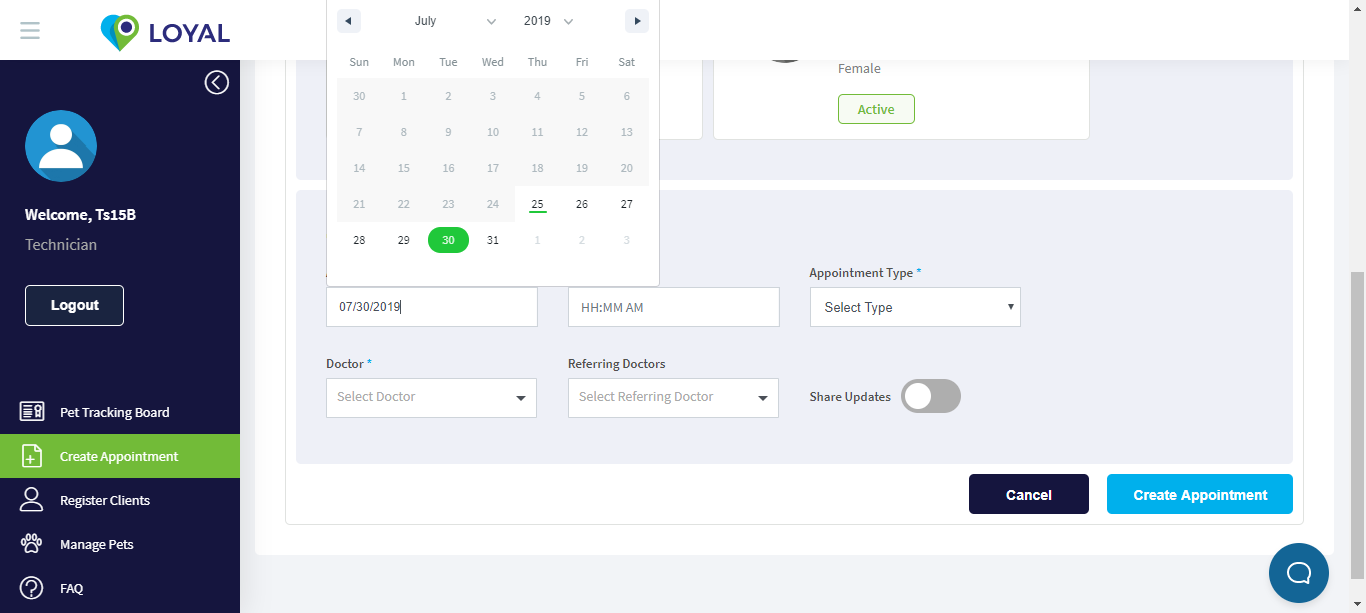 LOYAL
Welcome, Ts15B
Technician
Logout
Pet Tracking Board
Create Appointment
Register Clients
Manage Pets
FAQ
July 2019
Sun Mon Tue Wed Thu Fri Sat
30 1 2 3 4 5 6
7 8 9 10 11 12 13
14 15 16 17 18 19 20
21 22 23 24 25 26 27
28 29 30 31 1 2 3
Female
Active
07/30/2019
HH:MM AM
Appointment Type *
Select Type
Doctor *
Select Doctor
Referring Doctors
Select Referring Doctor
Share Updates
Cancel
Create Appointment